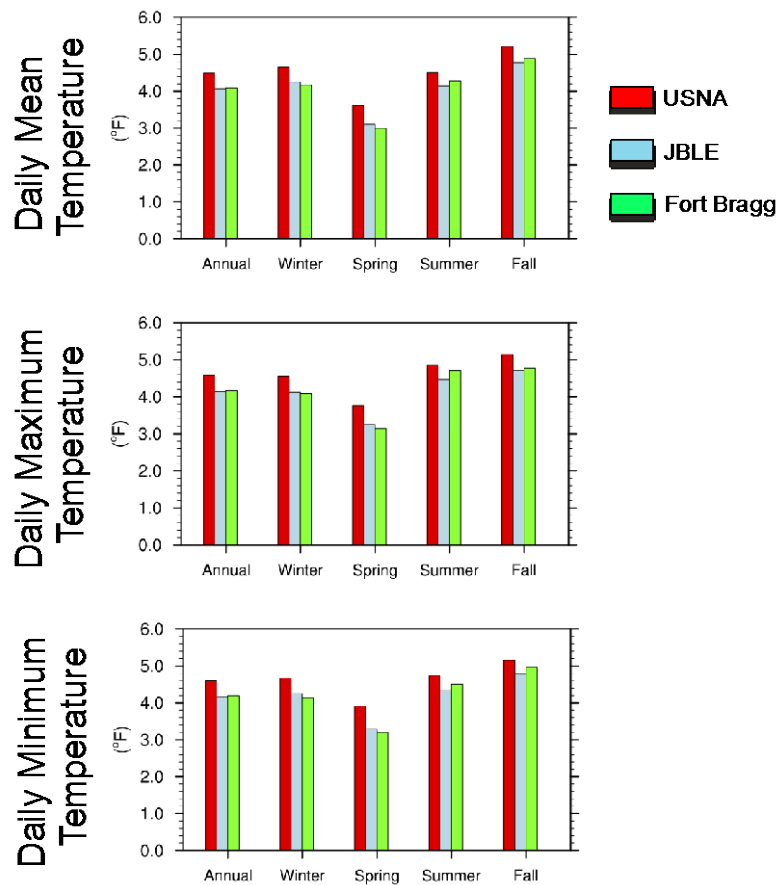 Daily Mean
Temperature
(°F)
6.0
5.0
4.0
3.0
2.0
1.0
0.0
Annual Winter Spring Summer Fall
USNA
JBLE
Fort Bragg
Daily Maximum
Temperature
(°F)
6.0
5.0
4.0
3.0
2.0
1.0
0.0
Annual Winter Spring Summer Fall
Daily Minimum
Temperature
(°F)
6.0
5.0
4.0
3.0
2.0
1.0
0.0
Annual Winter Spring Summer Fall